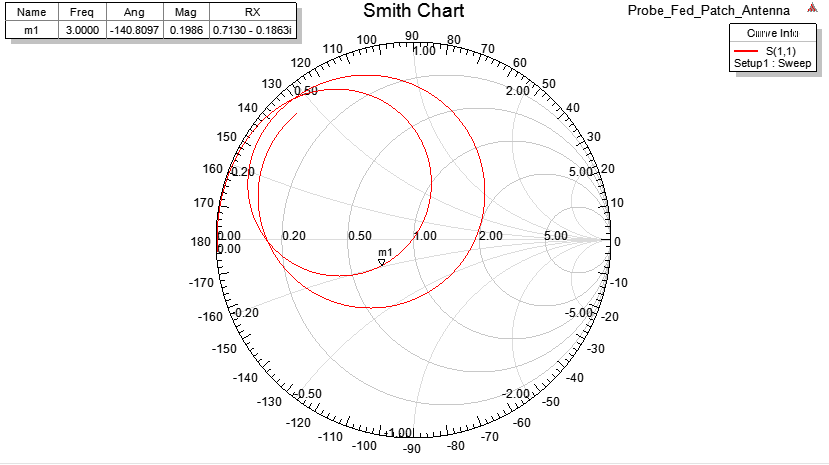 Smith Chart
Probe_Fed_Patch_Antenna
Name Freq Ang Mag RX
m1 3.0000 -140.8097 0.1986 0.7130 - 0.1863i
Curve Info
S(1,1)
Setup1 : Sweep
90
100 80
110 70
120 60
130 50
140 40
150 30
160 20
170 10
180 0
-170 -10
-160 -20
-150 -30
-140 -40
-130 -50
-120 -60
-110 -70
-100 -80
-90
1.00
0.50 2.00
0.20 5.00
0.00 0.20 0.50 1.00 2.00 5.00
0.00
m1
-0.20 -5.00
-0.50 -2.00
-1.00